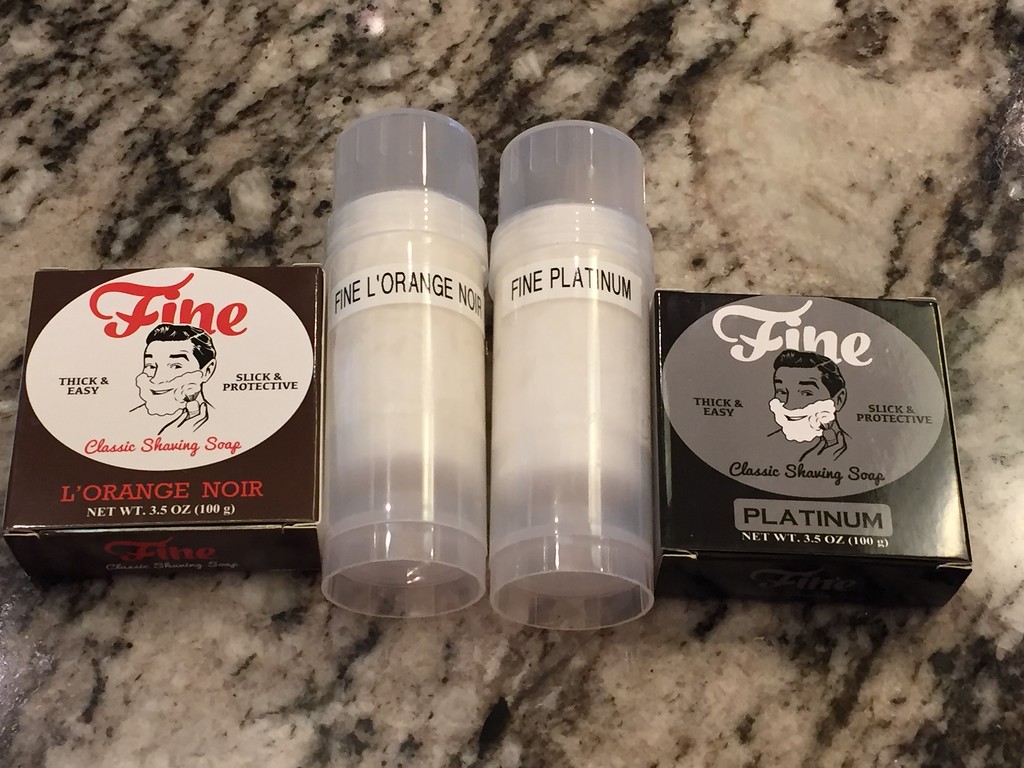 Fine
THICK &
EASY
SLICK &
PROTECTIVE
Classic Shaving Soap
L'ORANGE NOIR
NET WT. 3.5 OZ (100 g)
Fine
Classic Shaving Soap
FINE L'ORANGE NOIR
FINE PLATINUM
Fine
THICK &
EASY
SLICK &
PROTECTIVE
Classic Shaving Soap
PLATINUM
NET WT. 3.5 OZ (100 g)
Fine